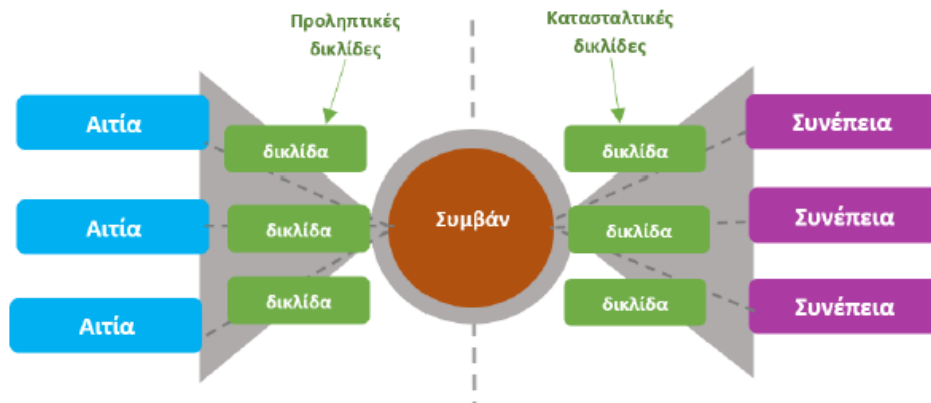 Προληπτικές
δικλίδες
Κατασταλτικές
δικλίδες
Αιτία
δικλίδα
δικλίδα
Συνέπεια
Αιτία
δικλίδα
Συμβάν
δικλίδα
Συνέπεια
Αιτία
δικλίδα
δικλίδα
Συνέπεια